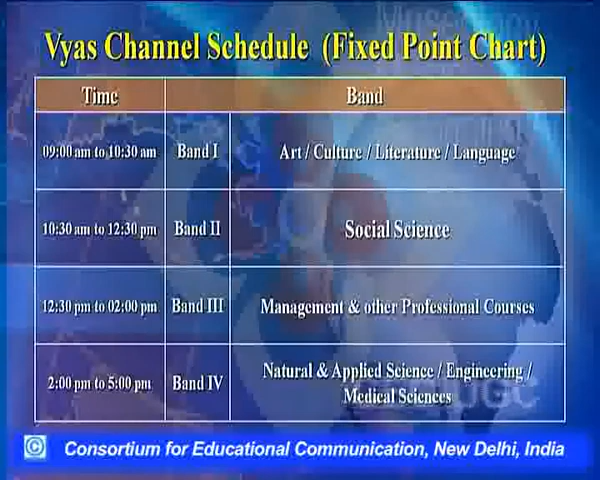 Vyas Channel Schedule (Fixed Point Chart)
Time Band
09:00 am to 10:30 am Band I Art / Culture / Literature / Language
10:30 am to 12:30 pm Band II Social Science
12:30 pm to 02:00 pm Band III Management & other Professional Courses
2:00 pm to 5:00 pm Band IV Natural & Applied Science / Engineering /
Medical Sciences
© Consortium for Educational Communication, New Delhi, India